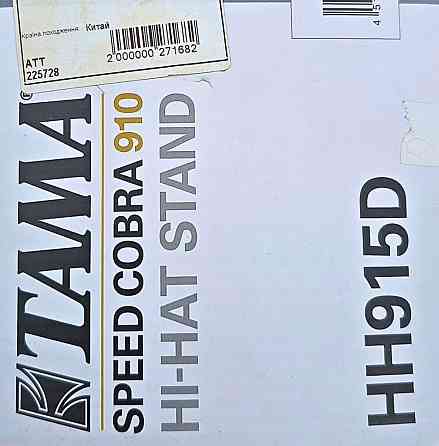 Країна походження: Китай
2 000000 271682
ATT
225728
TAMA
SPEED COBRA 910
HI-HAT STAND
HH915D